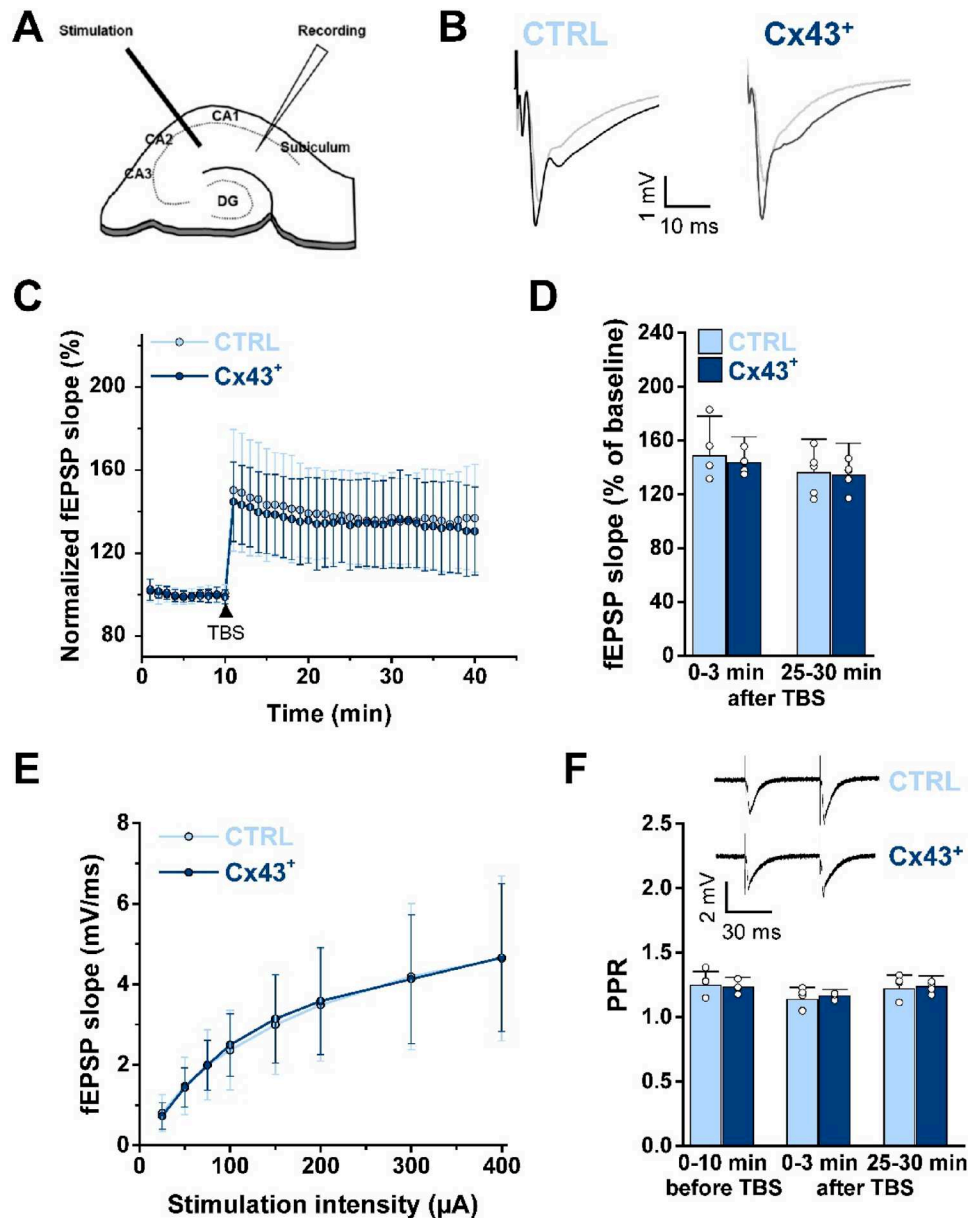 A
Stimulation
Recording
CA1
CA2
Subiculum
CA3
DG
B
CTRL
Cx43⁺
1 mV
10 ms
C
CTRL
Cx43⁺
Normalized fEPSP slope (%)
200
160
120
80
TBS
0 10 20 30 40
Time (min)
D
CTRL
Cx43⁺
fEPSP slope (% of baseline)
240
200
160
120
80
40
0
0-3 min 25-30 min
after TBS
E
CTRL
Cx43⁺
fEPSP slope (mV/ms)
8
6
4
2
0
0 100 200 300 400
Stimulation intensity (µA)
F
CTRL
Cx43⁺
2 mV
30 ms
PPR
2.5
2.0
1.5
1.0
0.5
0.0
0-10 min 0-3 min 25-30 min
before TBS after TBS